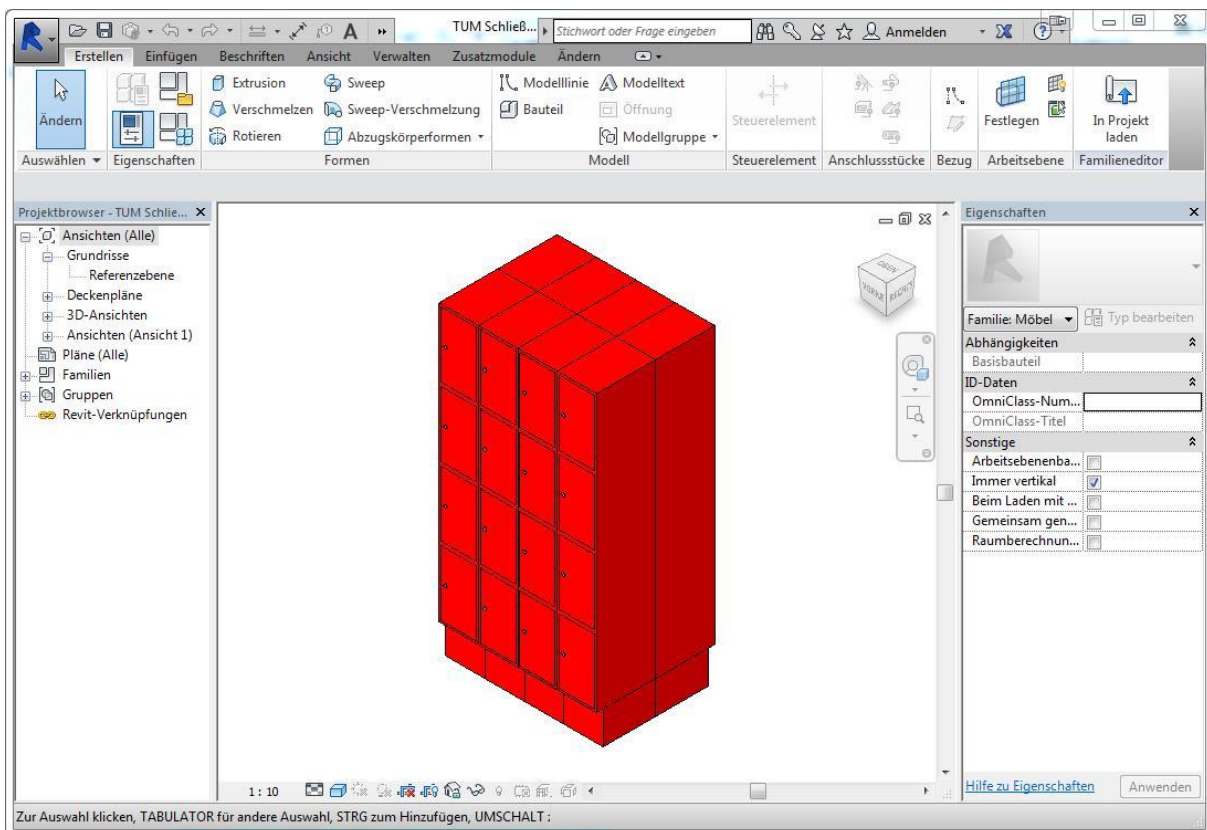 TUM Schließ... Stichwort oder Frage eingeben Anmelden
Erstellen Einfügen Beschriften Ansicht Verwalten Zusatzmodule Ändern
Ändern
Extrusion Sweep
Verschmelzen Sweep-Verschmelzung
Rotieren Abzugskörperformen
Modelllinie Modelltext
Bauteil Öffnung
Modellgruppe
Steuerelement
Festlegen
In Projekt
laden
Auswählen Eigenschaften Formen Modell Steuerelement Anschlussstücke Bezug Arbeitsebene Familieneditor
Projektbrowser - TUM Schlie...
Ansichten (Alle)
Grundrisse
Referenzebene
Deckenpläne
3D-Ansichten
Ansichten (Ansicht 1)
Pläne (Alle)
Familien
Gruppen
Revit-Verknüpfungen
OBEN
VORNE RECHTS
Eigenschaften
Familie: Möbel Typ bearbeiten
Abhängigkeiten
Basisbauteil
ID-Daten
OmniClass-Num...
OmniClass-Titel
Sonstige
Arbeitsebenenba...
Immer vertikal
Beim Laden mit ...
Gemeinsam gen...
Raumberechnun...
Hilfe zu Eigenschaften Anwenden
1 : 10
Zur Auswahl klicken, TABULATOR für andere Auswahl, STRG zum Hinzufügen, UMSCHALT :